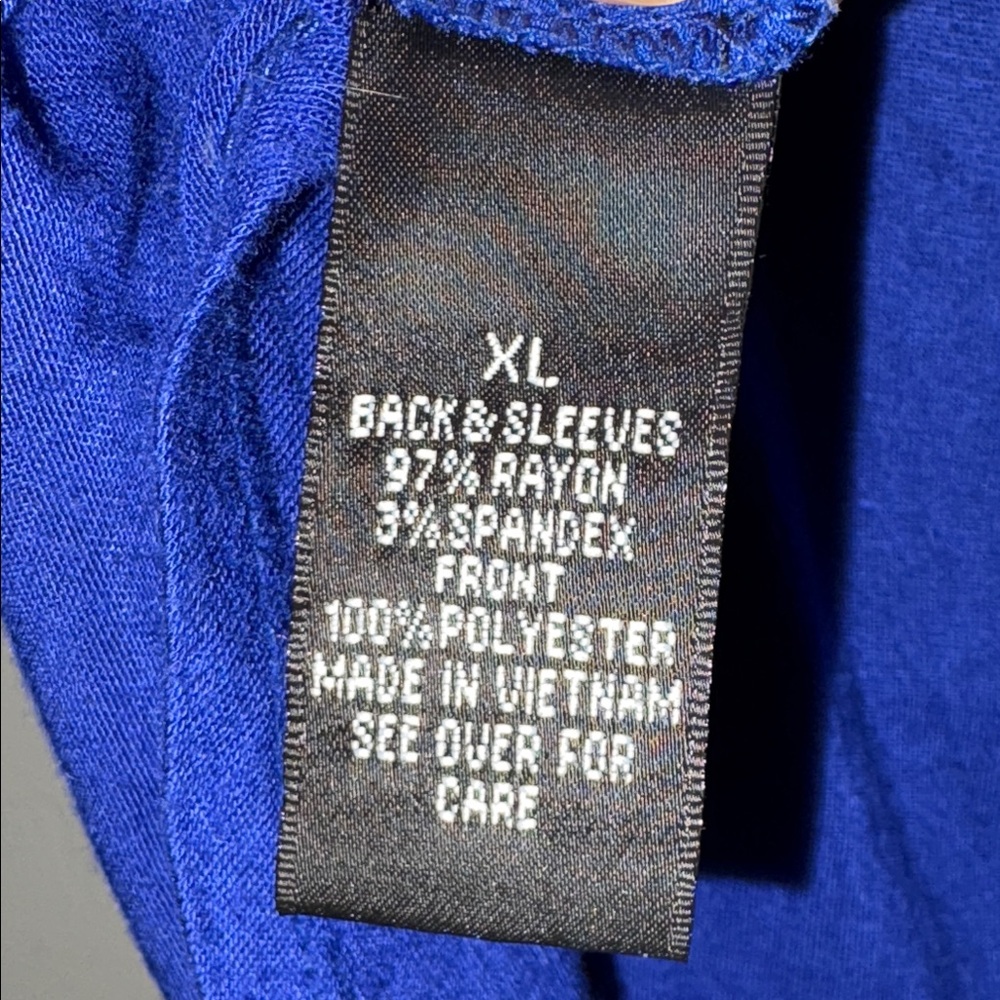 XL
BACK & SLEEVES
97% RAYON
3% SPANDEX
FRONT
100% POLYESTER
MADE IN VIETNAM
SEE OVER FOR
CARE